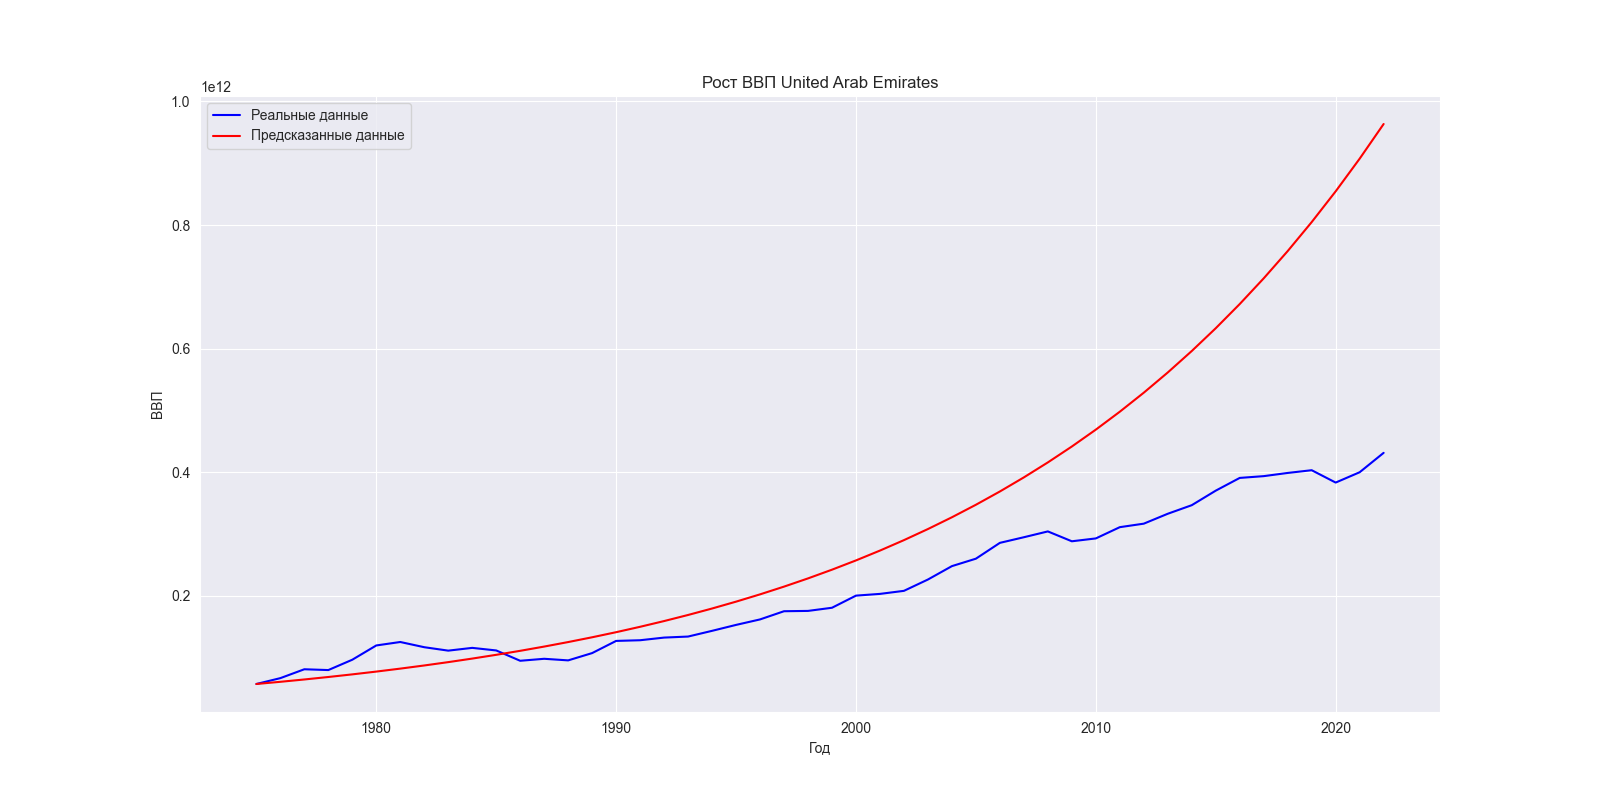 Рост ВВП United Arab Emirates
1e12
1.0
0.8
0.6
0.4
0.2
ВВП
Реальные данные
Предсказанные данные
1980
1990
2000
2010
2020
Год